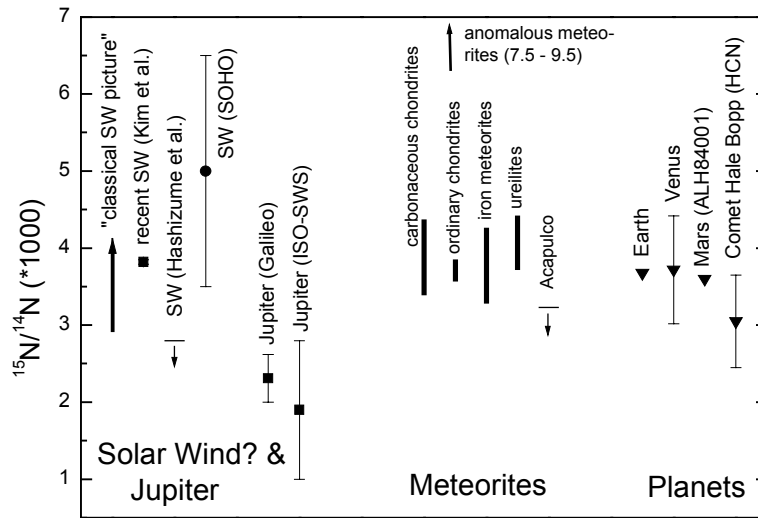 7
6
5
4
3
2
1
¹⁵N/¹⁴N (*1000)
"classical SW picture"
recent SW (Kim et al.)
SW (Hashizume et al.)
SW (SOHO)
Jupiter (Galileo)
Jupiter (ISO-SWS)
Solar Wind? &
Jupiter
anomalous meteo-
rites (7.5 - 9.5)
carbonaceous chondrites
ordinary chondrites
iron meteorites
ureilites
Acapulco
Meteorites
Earth
Venus
Mars (ALH84001)
Comet Hale Bopp (HCN)
Planets